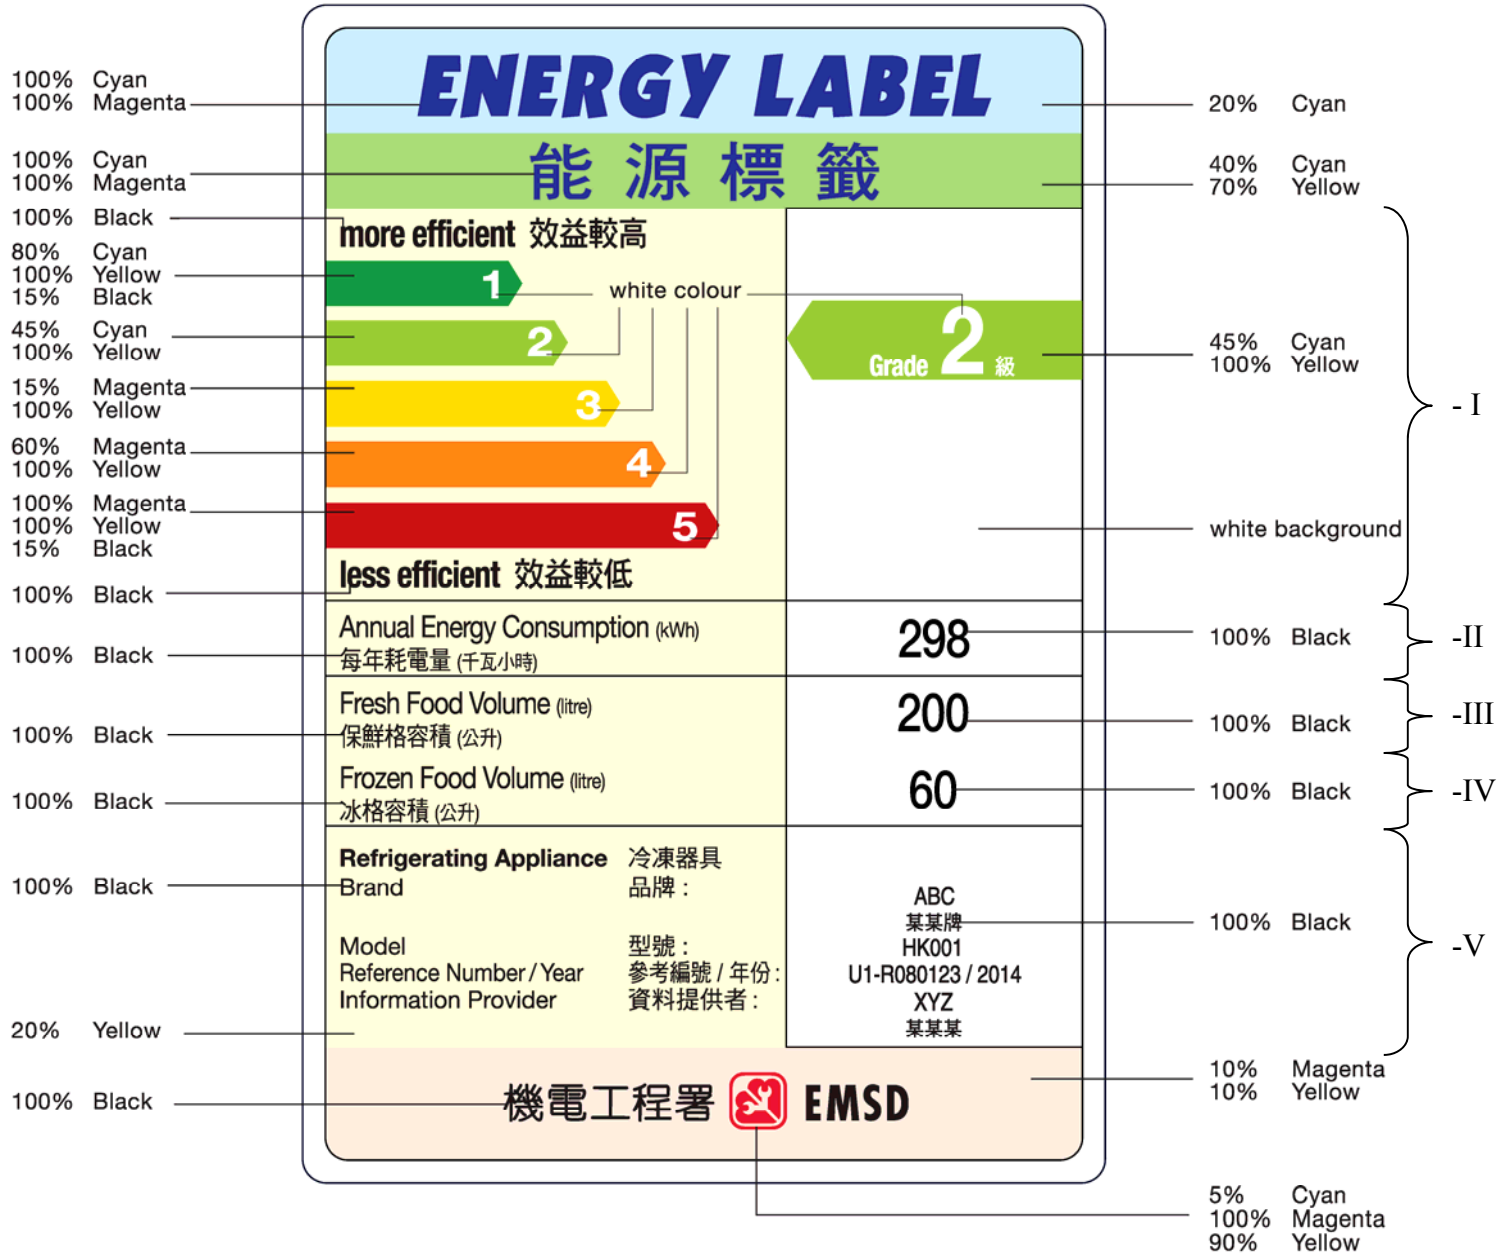 ENERGY LABEL
能源標籤
100% Cyan
100% Magenta
20% Cyan
100% Cyan
100% Magenta
40% Cyan
70% Yellow
100% Black
more efficient 效益較高
80% Cyan
100% Yellow
15% Black
1
white colour
45% Cyan
100% Yellow
2
Grade 2 級
45% Cyan
100% Yellow
15% Magenta
100% Yellow
3
- I
60% Magenta
100% Yellow
4
100% Magenta
100% Yellow
15% Black
5
white background
100% Black
less efficient 效益較低
Annual Energy Consumption (kWh)
每年耗電量 (千瓦小時)
100% Black
298
100% Black
-II
Fresh Food Volume (litre)
保鮮格容積 (公升)
100% Black
200
100% Black
-III
Frozen Food Volume (litre)
冰格容積 (公升)
100% Black
60
100% Black
-IV
Refrigerating Appliance 冷凍器具
100% Black
Brand 品牌 :
ABC
某某牌
100% Black
Model 型號 :
HK001
-V
Reference Number / Year 參考編號 / 年份 :
U1-R080123 / 2014
Information Provider 資料提供者 :
XYZ
某某某
20% Yellow
10% Magenta
10% Yellow
100% Black
機電工程署 EMSD
5% Cyan
100% Magenta
90% Yellow